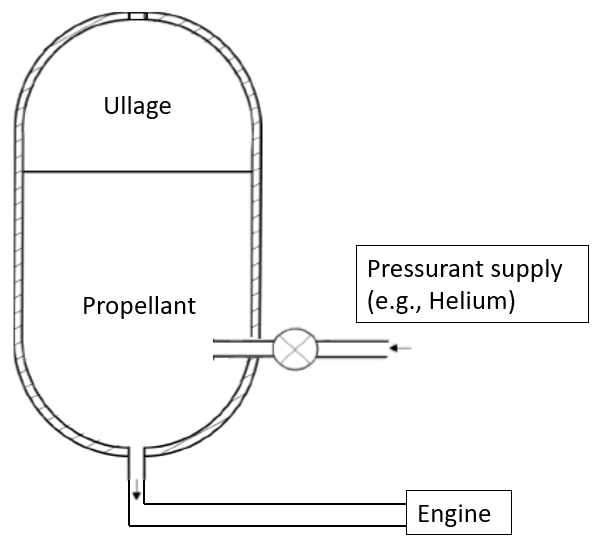 Ullage
Propellant
Pressurant supply
(e.g., Helium)
Engine